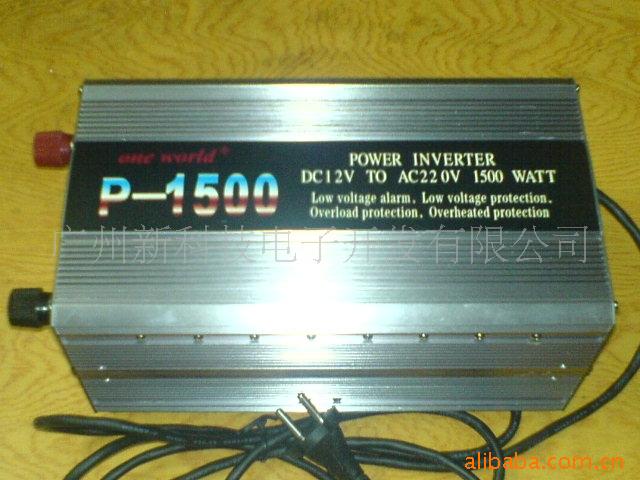 one world
POWER INVERTER
P-1500
DC12V TO AC220V 1500 WATT
Low voltage alarm, Low voltage protection,
Overload protection, Overheated protection
广州新科技电子开发有限公司
alibaba.com.cn